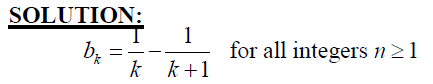 SOLUTION:
b_k = 1/k − 1/(k+1) for all integers n ≥ 1